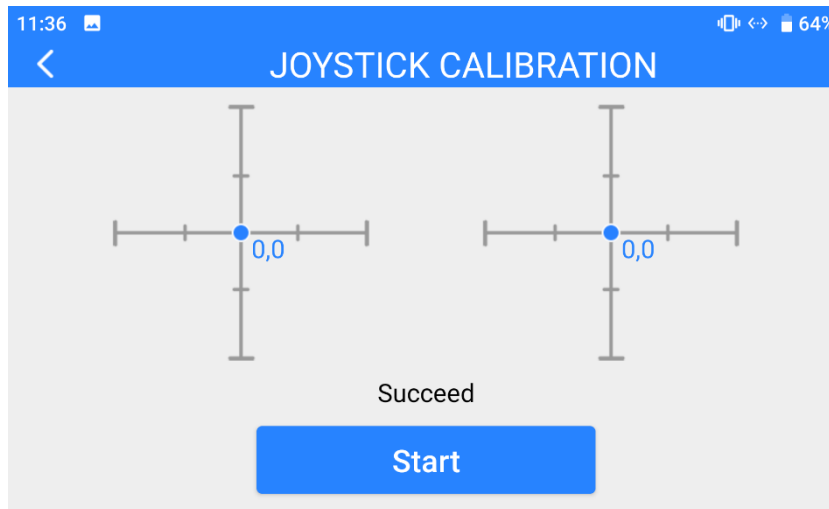 11:36 64%
JOYSTICK CALIBRATION
0,0 0,0
Succeed
Start